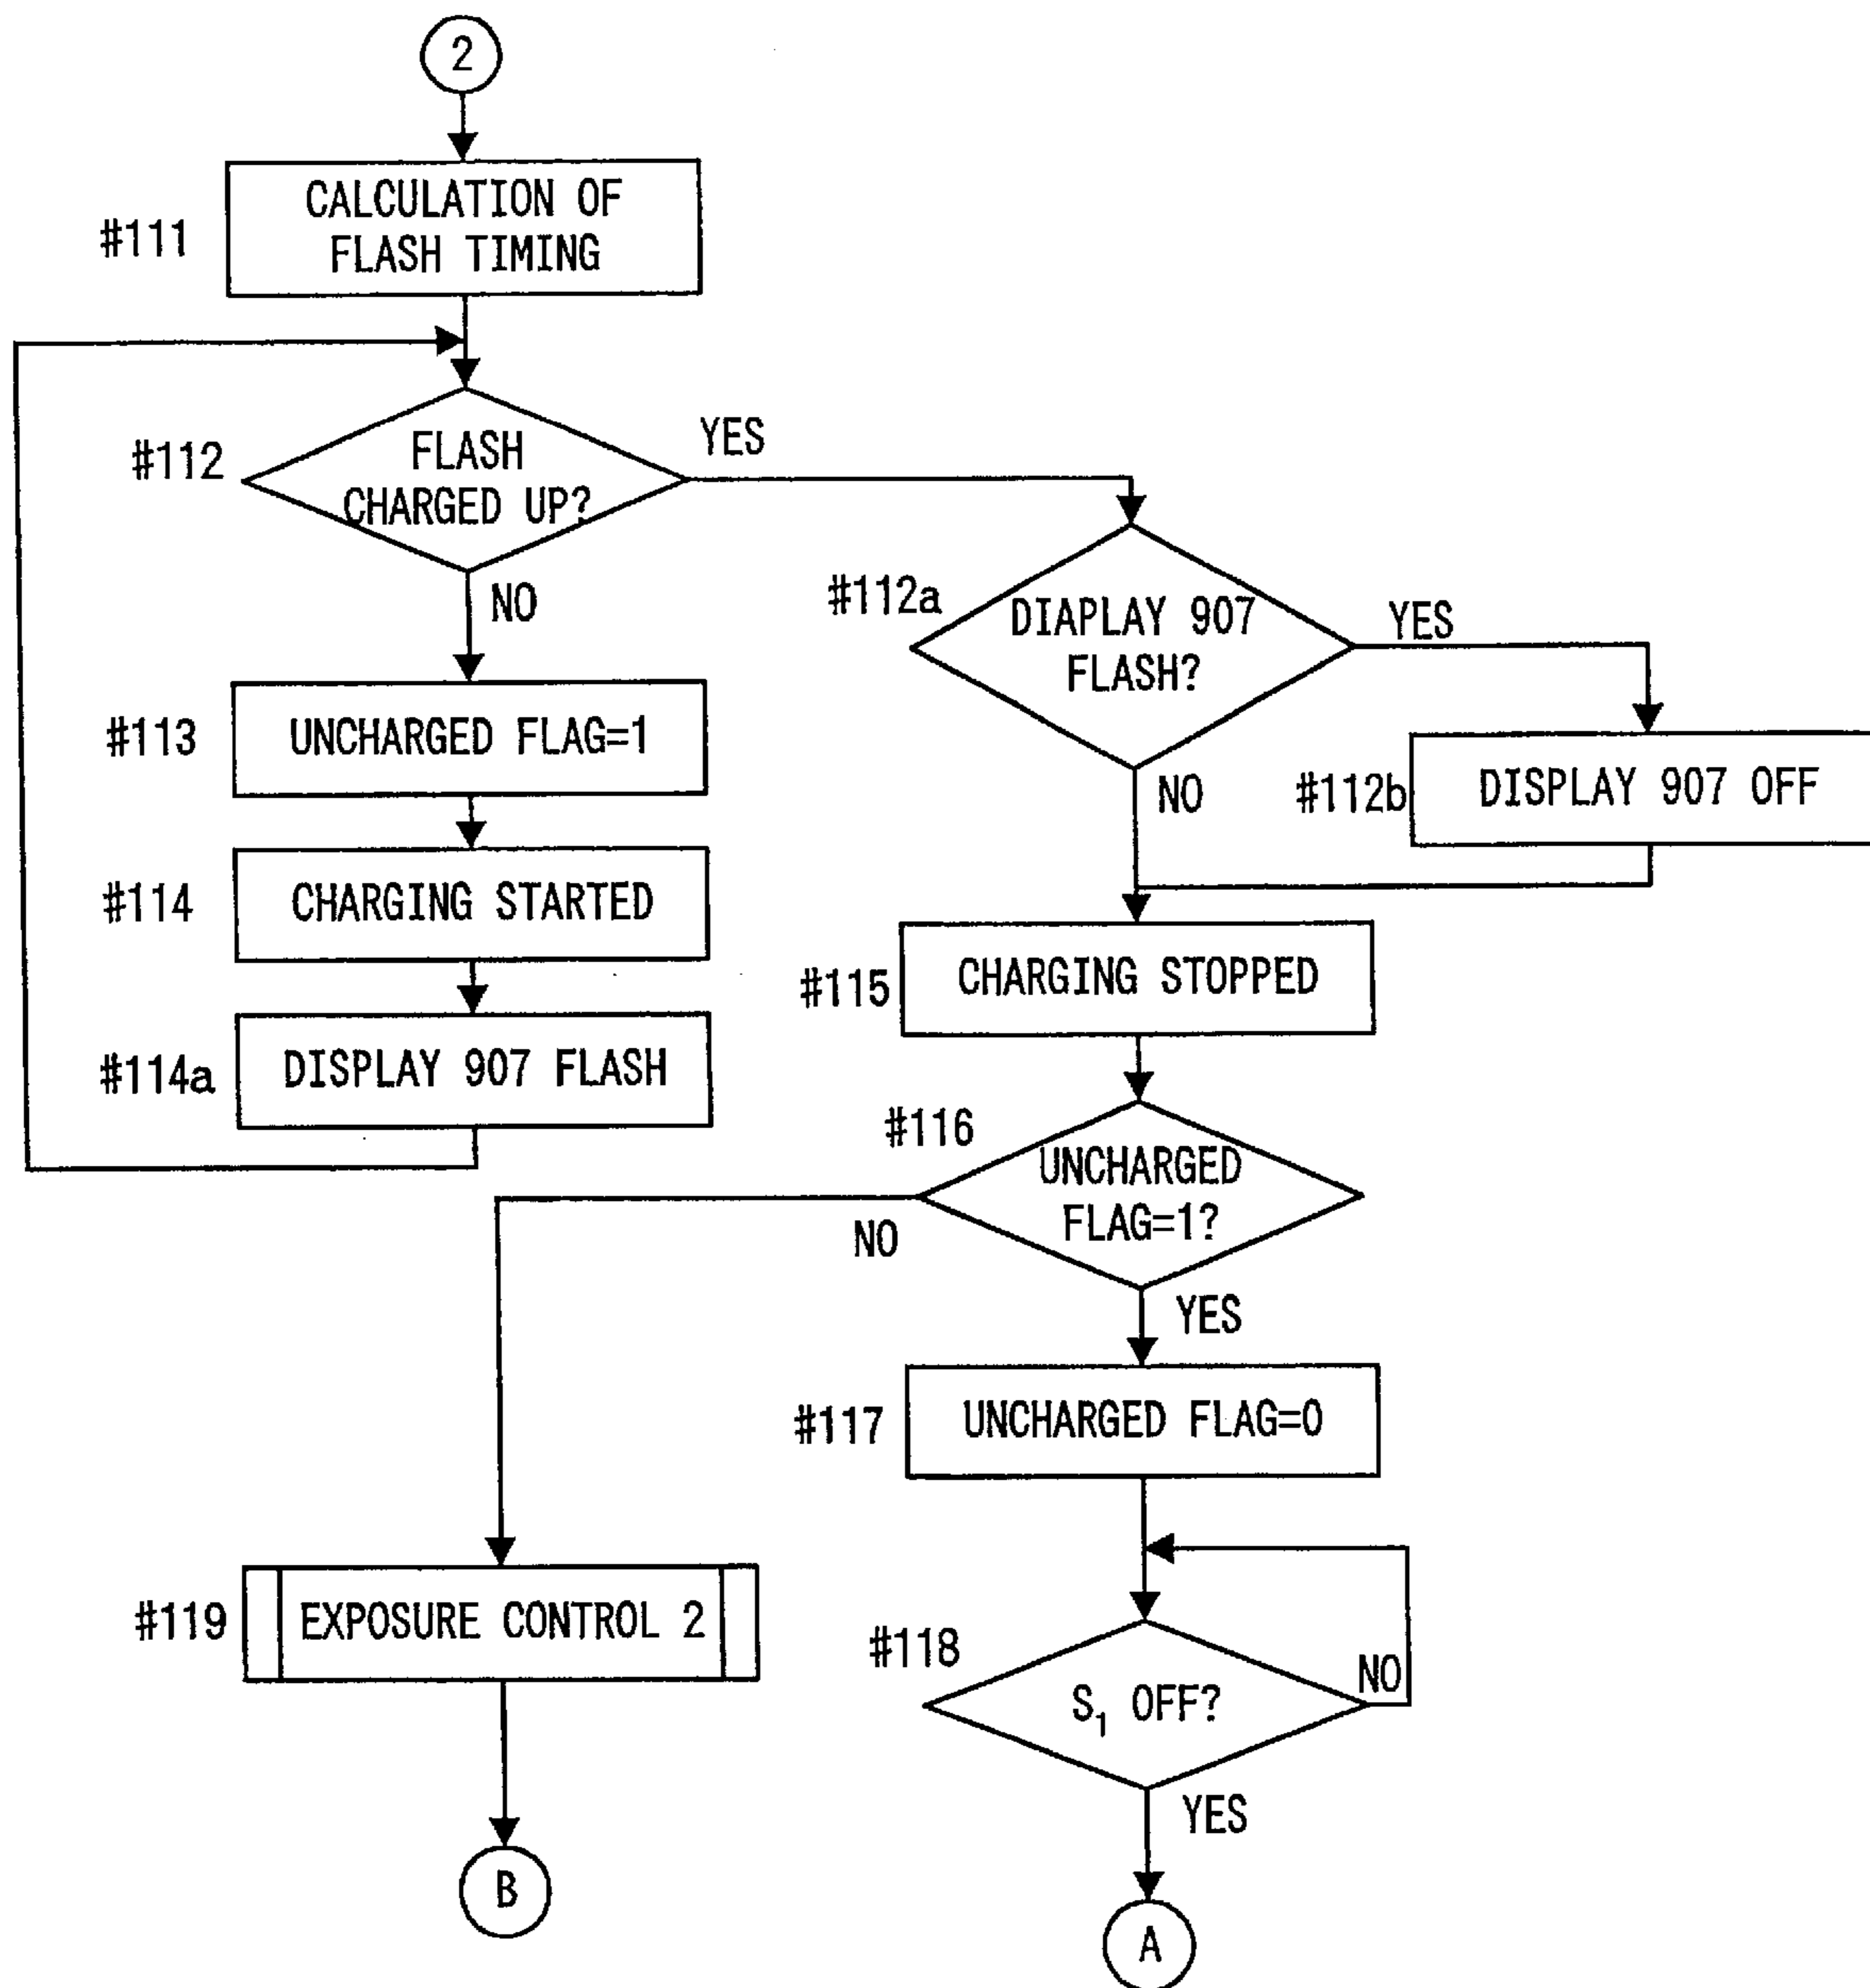 2
#111
CALCULATION OF
FLASH TIMING
#112
FLASH
CHARGED UP?
YES
NO
#112a
DIAPLAY 907
FLASH?
YES
NO
#112b
DISPLAY 907 OFF
#113
UNCHARGED FLAG=1
#114
CHARGING STARTED
#114a
DISPLAY 907 FLASH
#115
CHARGING STOPPED
#116
UNCHARGED
FLAG=1?
NO
YES
#117
UNCHARGED FLAG=0
#118
S₁ OFF?
NO
YES
#119
EXPOSURE CONTROL 2
B
A